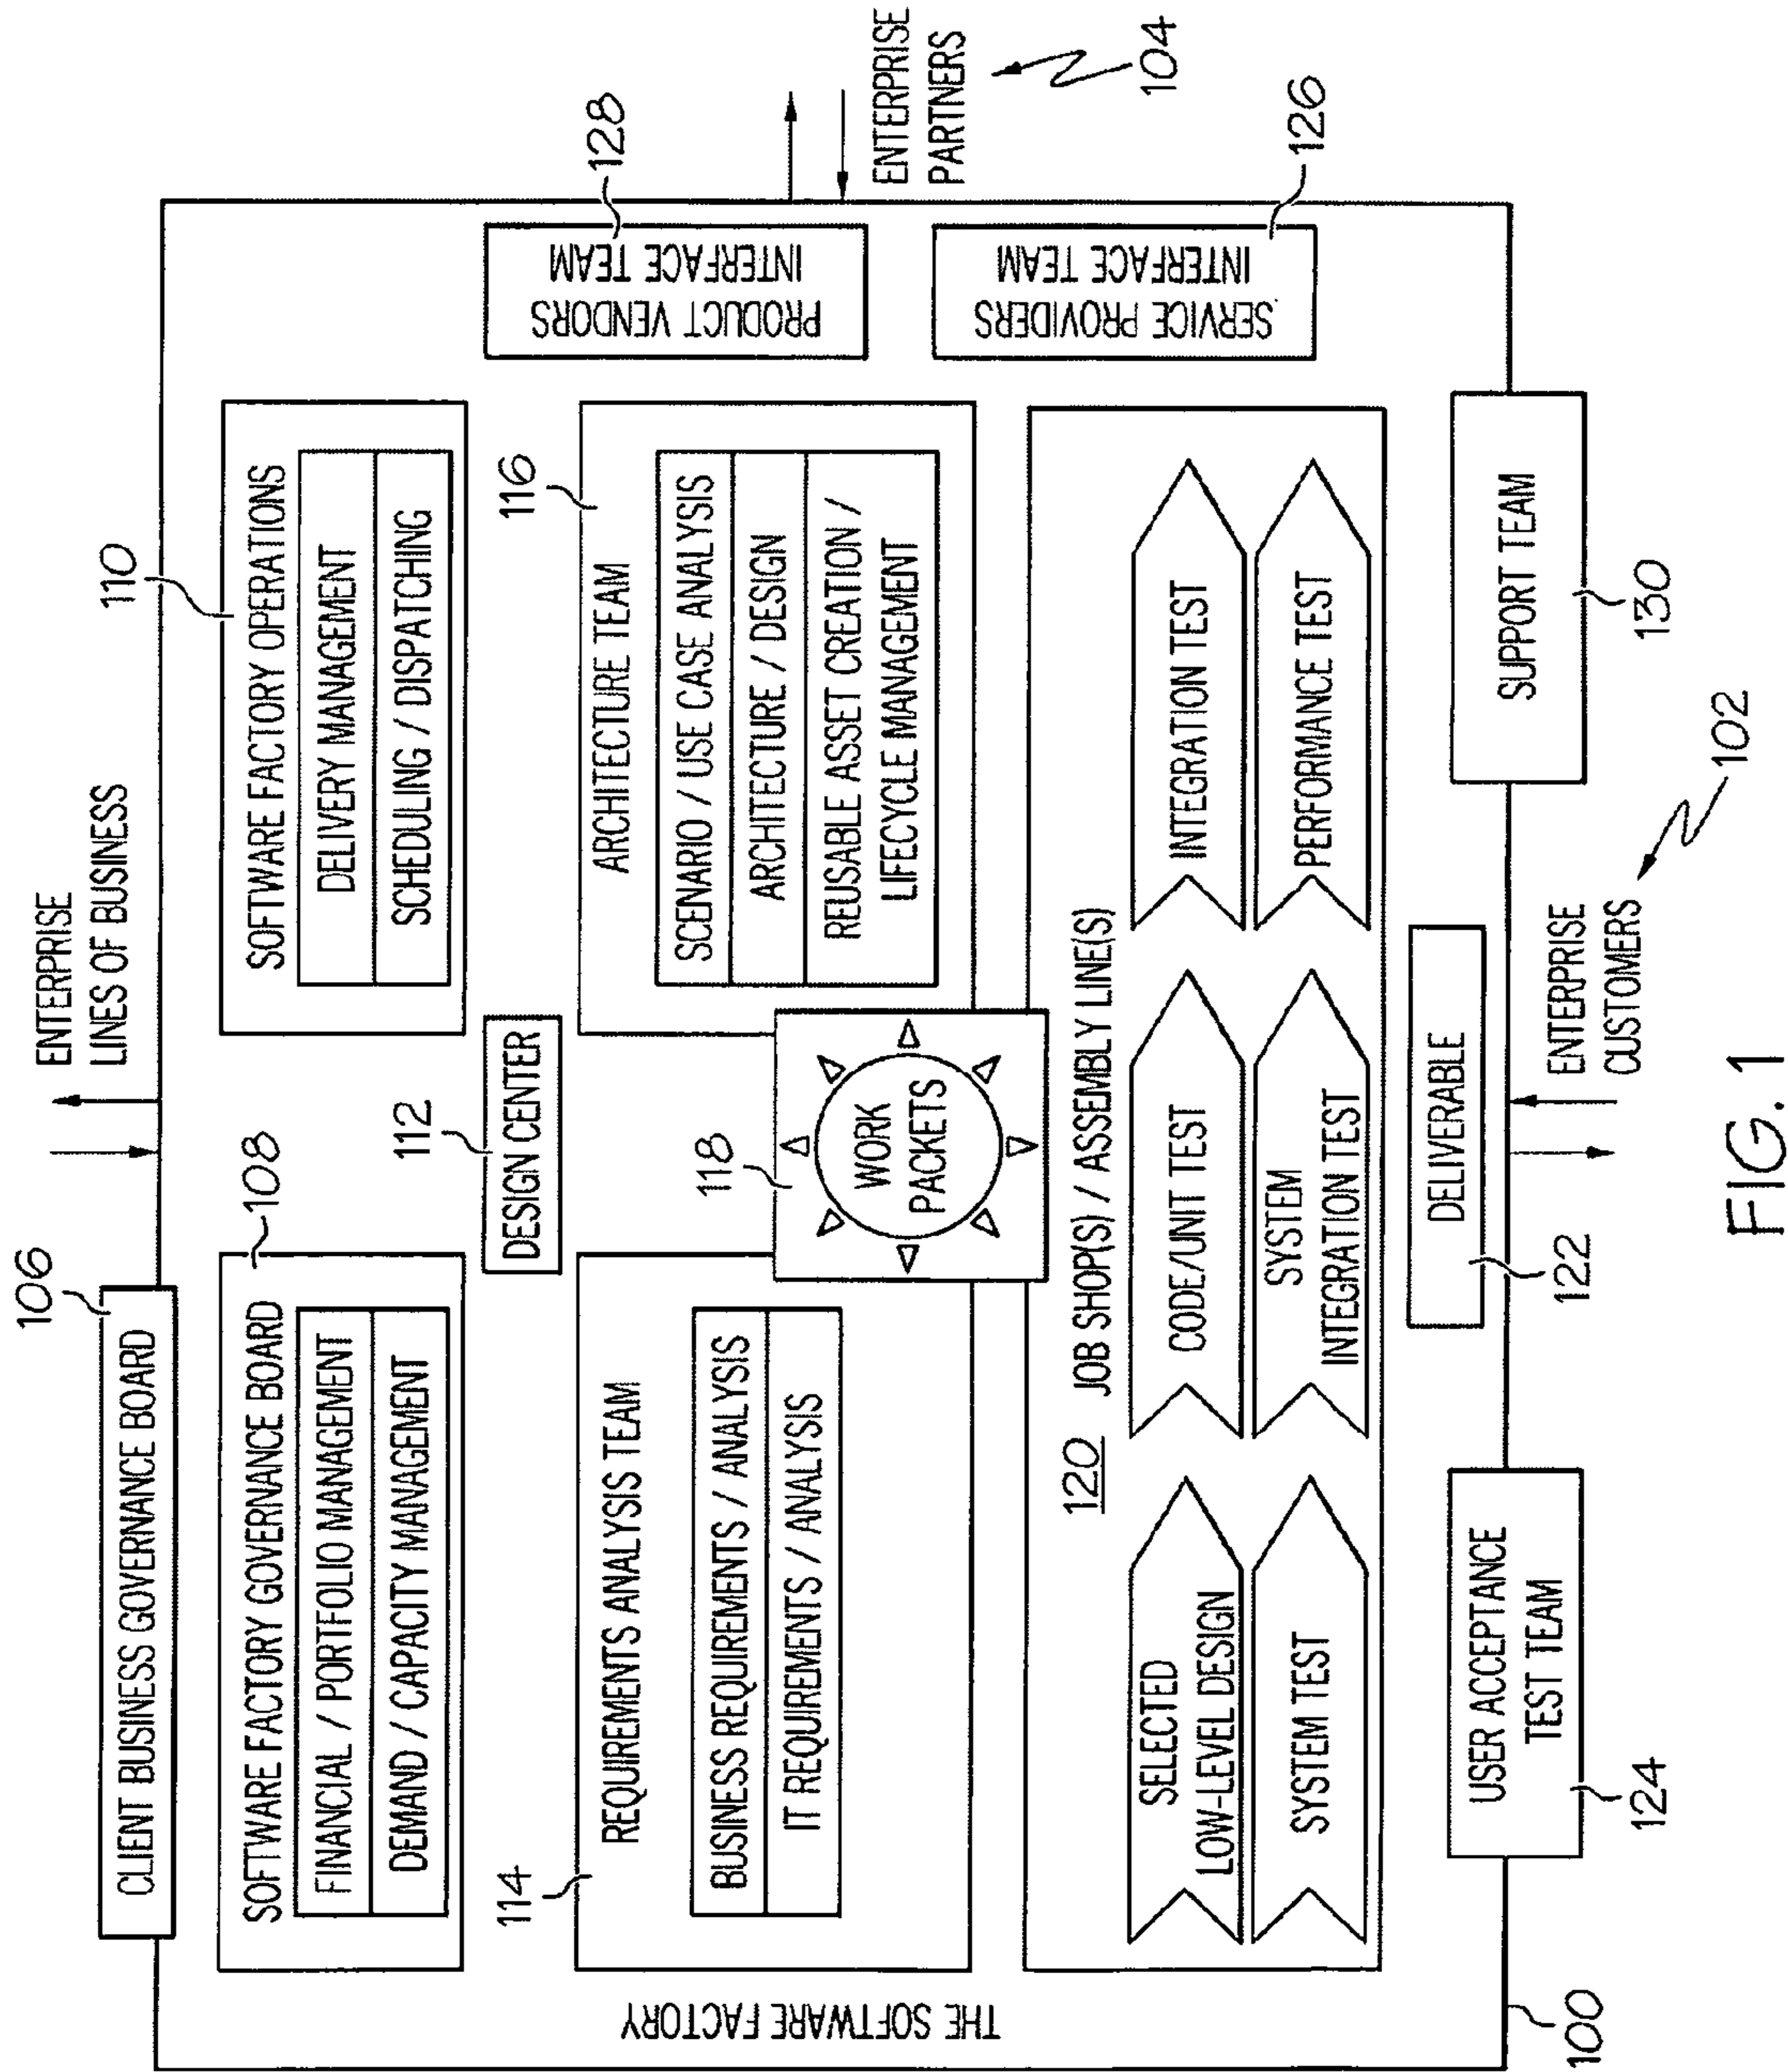 106
CLIENT BUSINESS GOVERNANCE BOARD
ENTERPRISE
LINES OF BUSINESS
THE SOFTWARE FACTORY
108
SOFTWARE FACTORY GOVERNANCE BOARD
FINANCIAL / PORTFOLIO MANAGEMENT
DEMAND / CAPACITY MANAGEMENT
110
SOFTWARE FACTORY OPERATIONS
DELIVERY MANAGEMENT
SCHEDULING / DISPATCHING
112
DESIGN CENTER
114
REQUIREMENTS ANALYSIS TEAM
BUSINESS REQUIREMENTS / ANALYSIS
IT REQUIREMENTS / ANALYSIS
116
ARCHITECTURE TEAM
SCENARIO / USE CASE ANALYSIS
ARCHITECTURE / DESIGN
REUSABLE ASSET CREATION /
LIFECYCLE MANAGEMENT
118
WORK
PACKETS
120
JOB SHOP(S) / ASSEMBLY LINE(S)
SELECTED
LOW-LEVEL DESIGN
CODE/UNIT TEST
INTEGRATION TEST
SYSTEM TEST
SYSTEM
INTEGRATION TEST
PERFORMANCE TEST
PRODUCT VENDORS
INTERFACE TEAM
128
SERVICE PROVIDERS
INTERFACE TEAM
126
ENTERPRISE
PARTNERS
104
100
USER ACCEPTANCE
TEST TEAM
124
DELIVERABLE
122
SUPPORT TEAM
130
ENTERPRISE
CUSTOMERS
102
FIG. 1